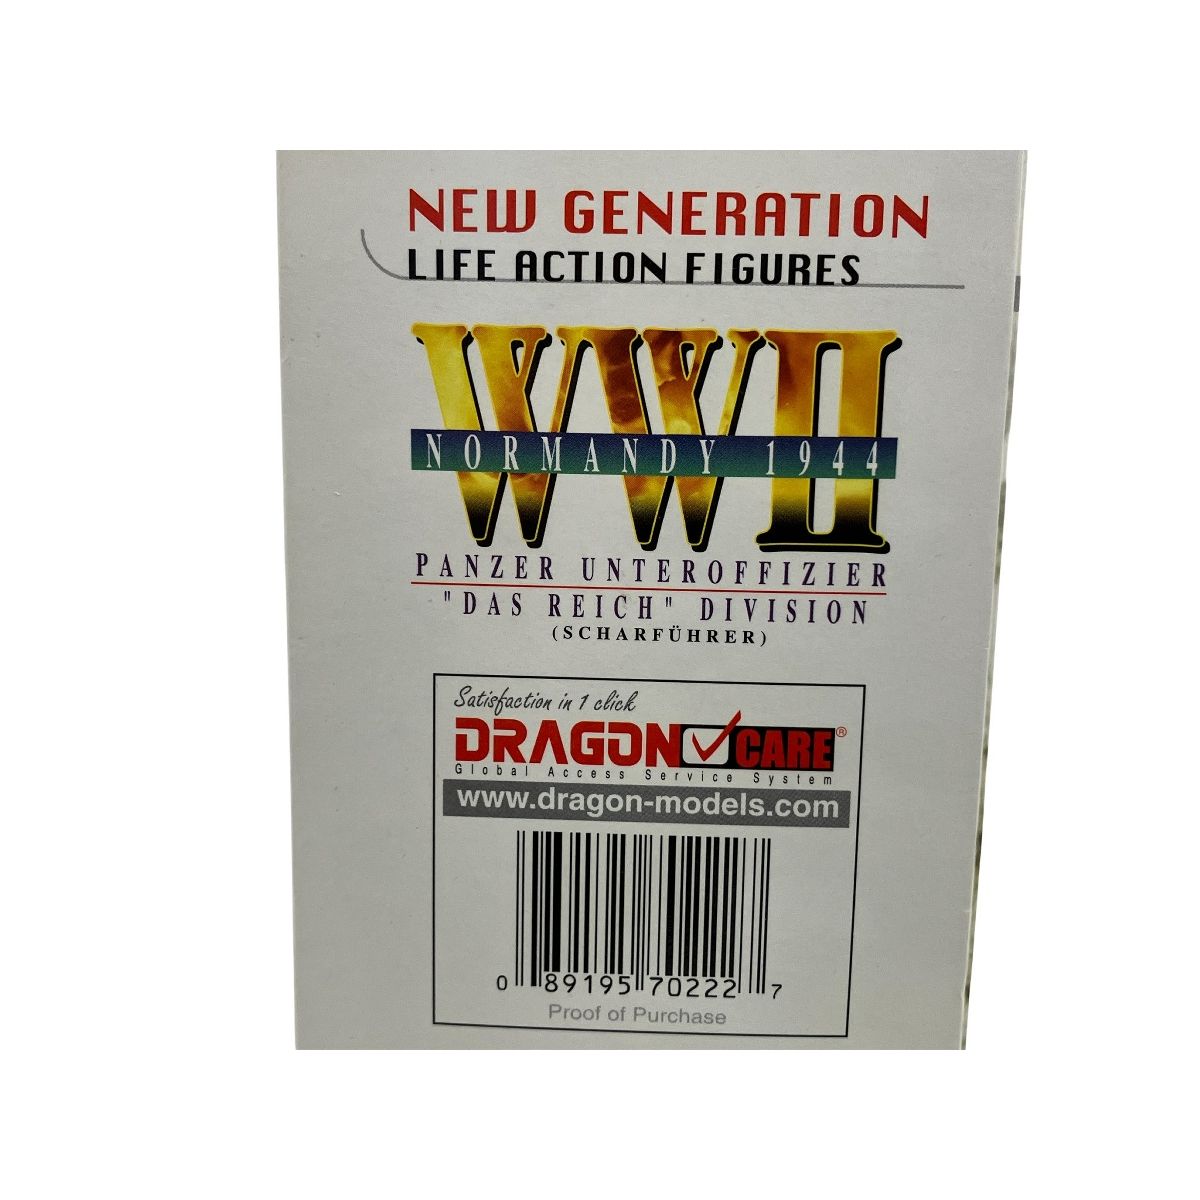 NEW GENERATION
LIFE ACTION FIGURES
WWII
NORMANDY 1944
PANZER UNTEROFFIZIER
"DAS REICH" DIVISION
(SCHARFÜHRER)
Satisfaction in 1 click
DRAGON CARE®
Global Access Service System
www.dragon-models.com
0 89195 70222 7
Proof of Purchase